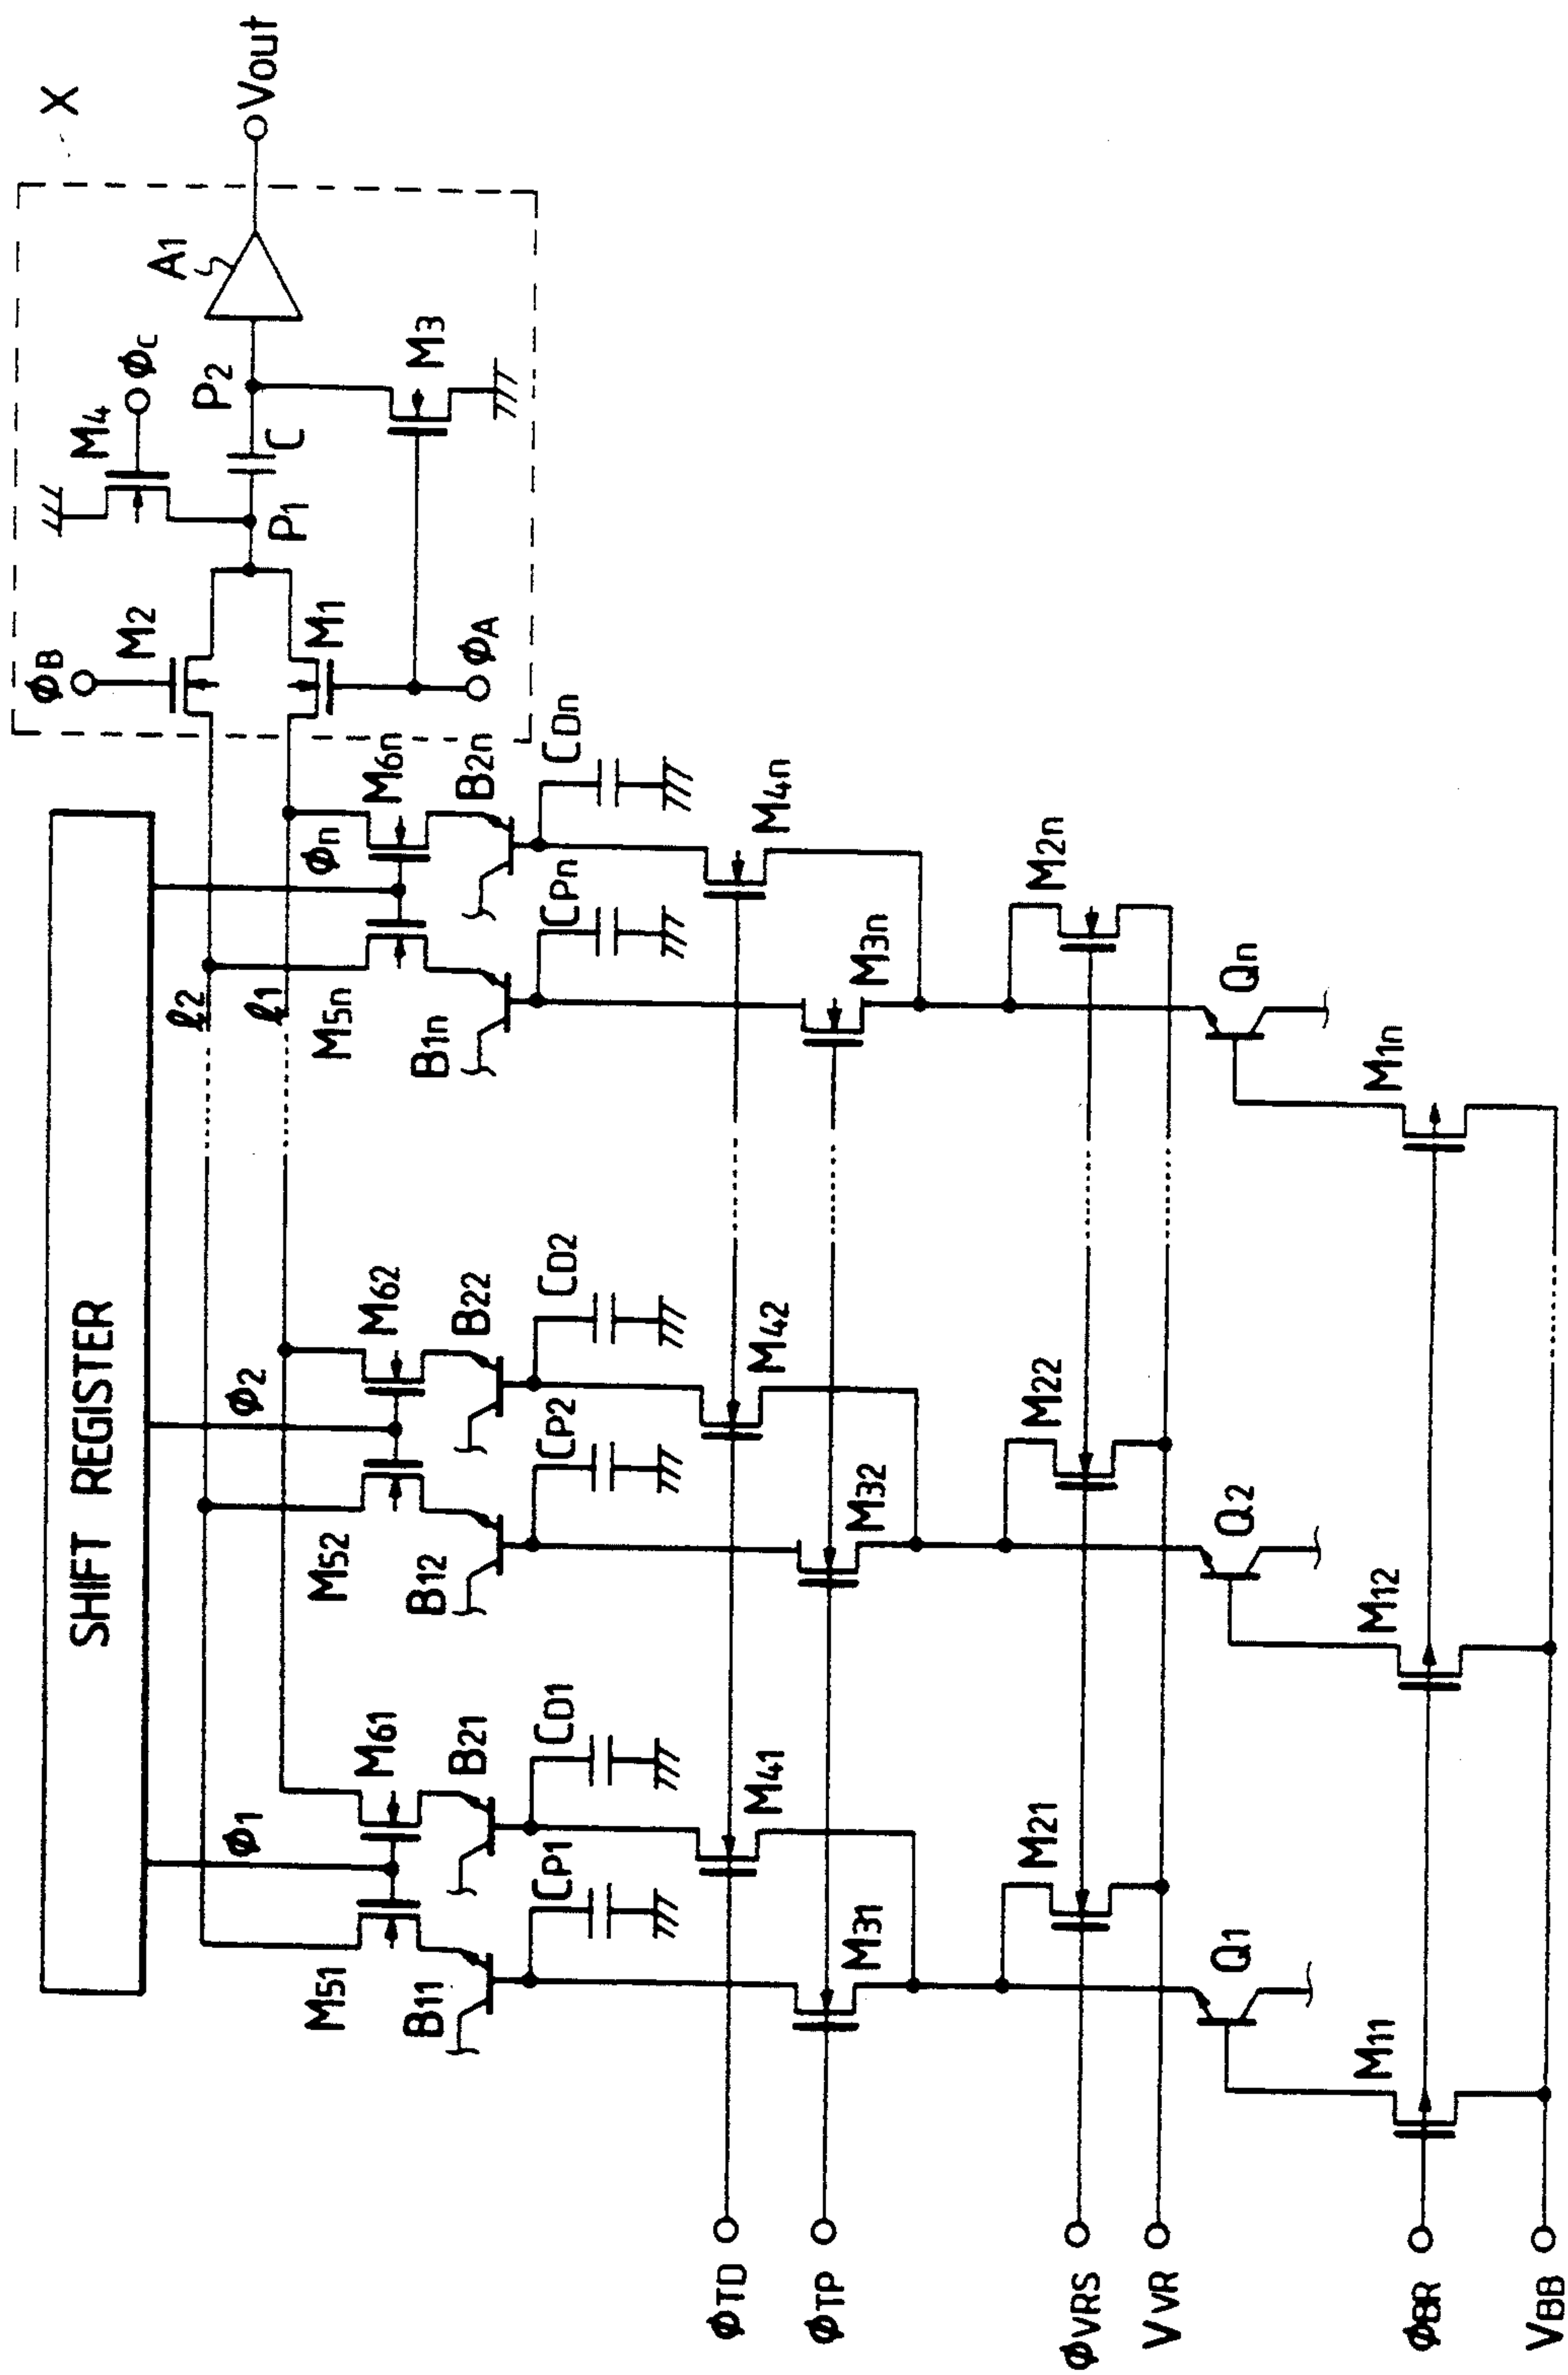 X
SHIFT REGISTER
ϕB
M2
M4
ϕC
A1
Vout
P1
C
P2
M1
ϕA
M3
ℓ2
ℓ1
ϕ1
M51
M61
B11
B21
CP1
CD1
ϕ2
M52
M62
B12
B22
CP2
CD2
ϕn
M5n
M6n
B1n
B2n
CPn
CDn
ϕTD
M41
M42
M4n
ϕTP
M31
M32
M3n
ϕVRS
M21
M22
M2n
VVR
Q1
Q2
Qn
ϕBR
M11
M12
M1n
VBB